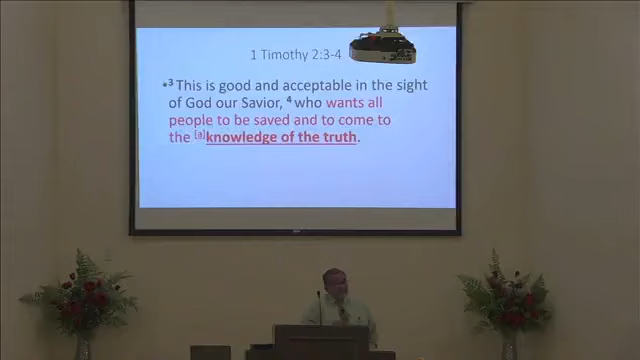 1 Timothy 2:3-4
•3 This is good and acceptable in the sight
of God our Savior, 4 who wants all
people to be saved and to come to
the [a]knowledge of the truth.